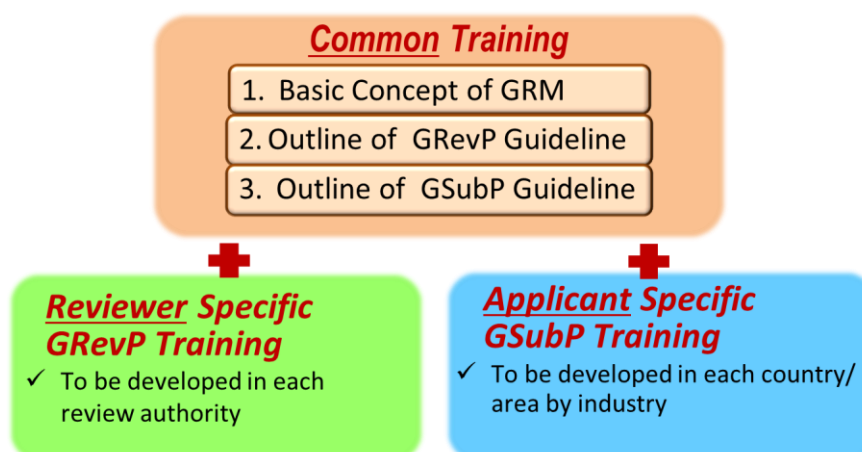 Common Training
1. Basic Concept of GRM
2. Outline of GRevP Guideline
3. Outline of GSubP Guideline
Reviewer Specific
GRevP Training
✓ To be developed in each
review authority
Applicant Specific
GSubP Training
✓ To be developed in each country/
area by industry